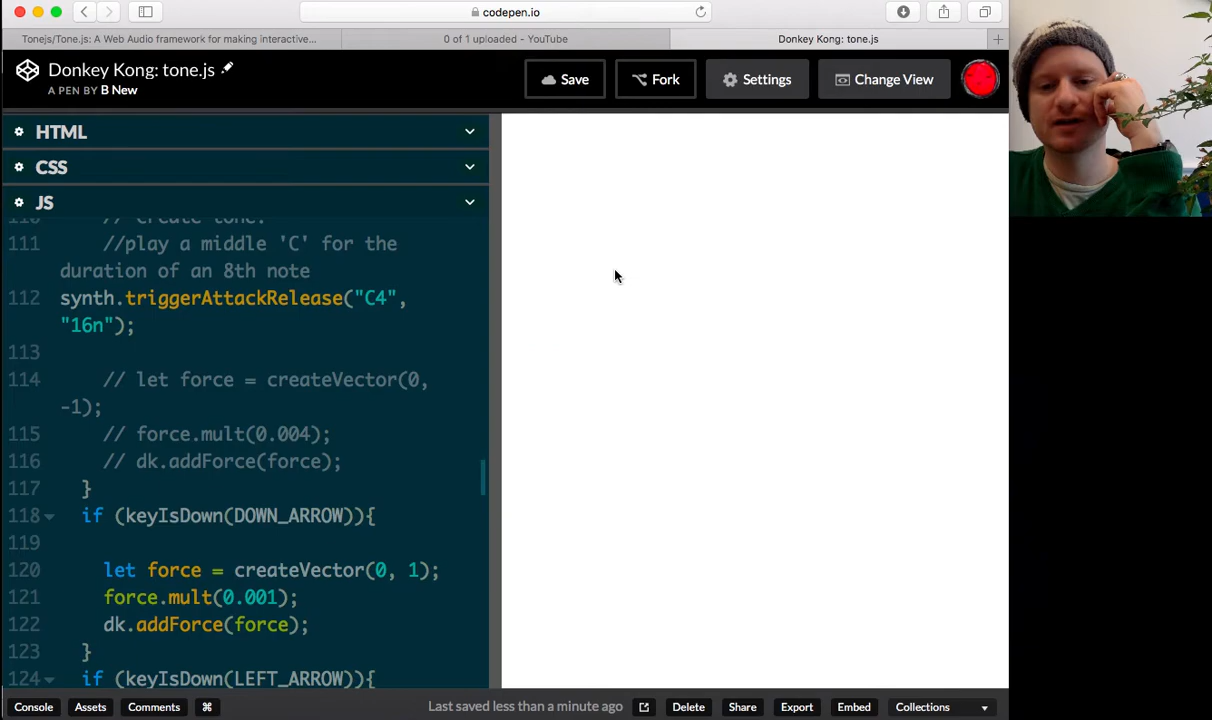 codepen.io
Tonejs/Tone.js: A Web Audio framework for making interactive...
0 of 1 uploaded - YouTube
Donkey Kong: tone.js
Donkey Kong: tone.js
A PEN BY B New
Save
Fork
Settings
Change View
HTML
CSS
JS
110 // create tone.
111 //play a middle 'C' for the
duration of an 8th note
112 synth.triggerAttackRelease("C4",
"16n");
113
114 // let force = createVector(0,
-1);
115 // force.mult(0.004);
116 // dk.addForce(force);
117 }
118 if (keyIsDown(DOWN_ARROW)){
119
120 let force = createVector(0, 1);
121 force.mult(0.001);
122 dk.addForce(force);
123 }
124 if (keyIsDown(LEFT_ARROW)){
Console
Assets
Comments
⌘
Last saved less than a minute ago
Delete
Share
Export
Embed
Collections